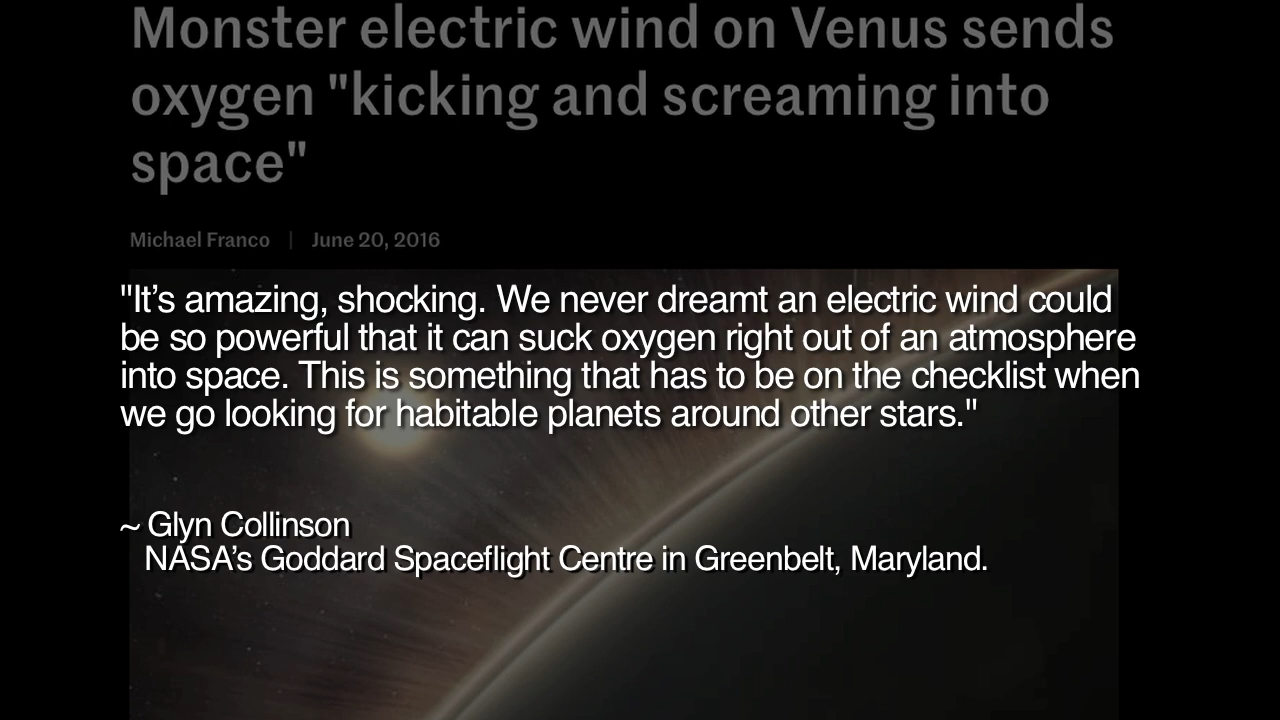 Monster electric wind on Venus sends
oxygen "kicking and screaming into
space"
Michael Franco | June 20, 2016
"It’s amazing, shocking. We never dreamt an electric wind could
be so powerful that it can suck oxygen right out of an atmosphere
into space. This is something that has to be on the checklist when
we go looking for habitable planets around other stars."
~ Glyn Collinson
NASA’s Goddard Spaceflight Centre in Greenbelt, Maryland.